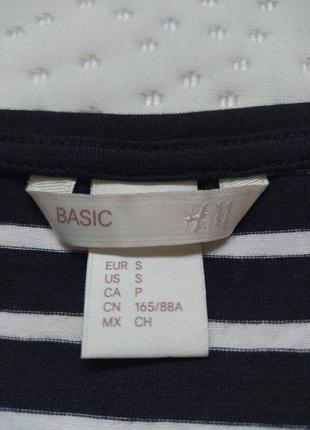 BASIC H&M
EUR S
US S
CA P
CN 165/88A
MX CH